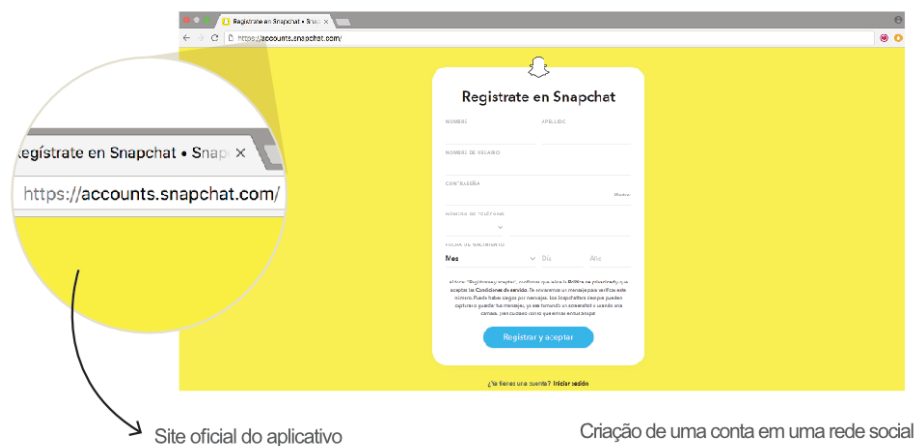 Regístrate en Snapchat • Snap
https://accounts.snapchat.com/
Regístrate en Snapchat
NOMBRE
APELLIDO
NOMBRE DE USUARIO
CONTRASEÑA
Mostrar
NÚMERO DE TELÉFONO
FECHA DE NACIMIENTO
Mes
Día
Año
Registrar y aceptar
¿Ya tienes una cuenta? Iniciar sesión
egístrate en Snapchat • Snap
https://accounts.snapchat.com/
Site oficial do aplicativo
Criação de uma conta em uma rede social